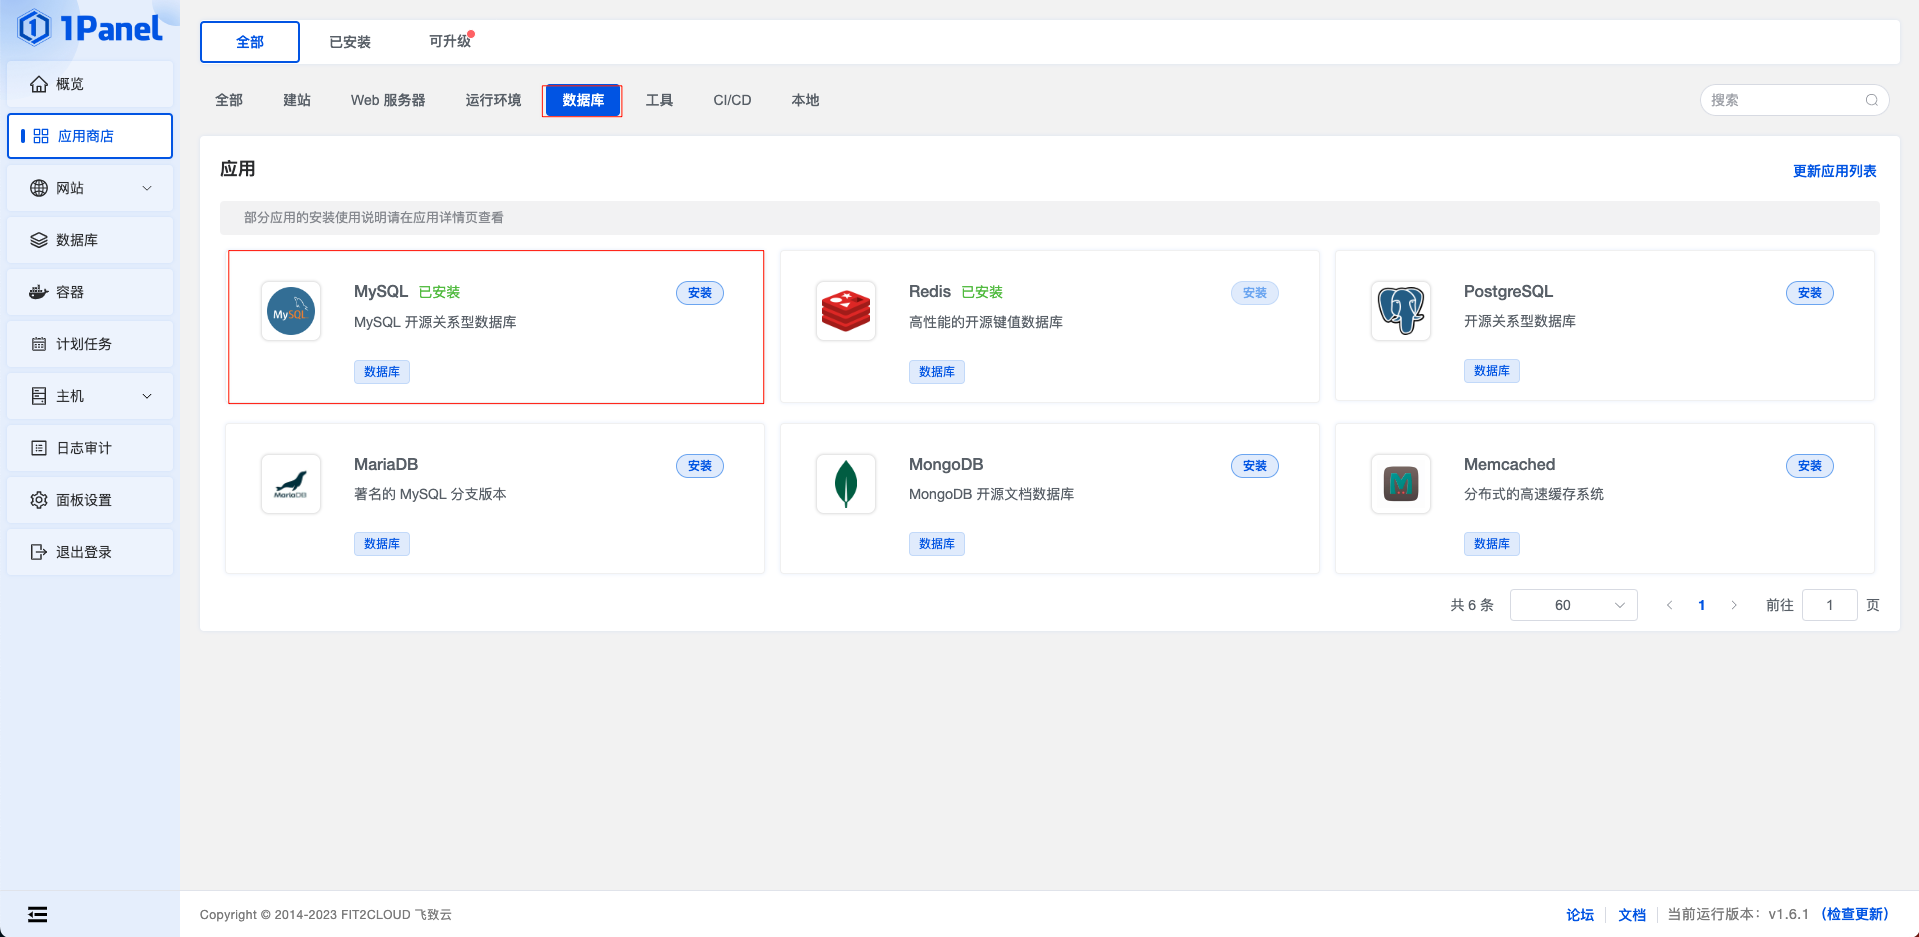 1Panel
概览
应用商店
网站
数据库
容器
计划任务
主机
日志审计
面板设置
退出登录
全部 已安装 可升级
全部 建站 Web 服务器 运行环境 数据库 工具 CI/CD 本地 搜索
应用 更新应用列表
部分应用的安装使用说明请在应用详情页查看
MySQL
MySQL 已安装 安装
MySQL 开源关系型数据库
数据库
Redis 已安装 安装
高性能的开源键值数据库
数据库
PostgreSQL 安装
开源关系型数据库
数据库
MariaDB
MariaDB 安装
著名的 MySQL 分支版本
数据库
MongoDB 安装
MongoDB 开源文档数据库
数据库
Memcached 安装
分布式的高速缓存系统
数据库
共 6 条 60 1 前往 1 页
Copyright © 2014-2023 FIT2CLOUD 飞致云 论坛 文档 当前运行版本：v1.6.1 （检查更新）